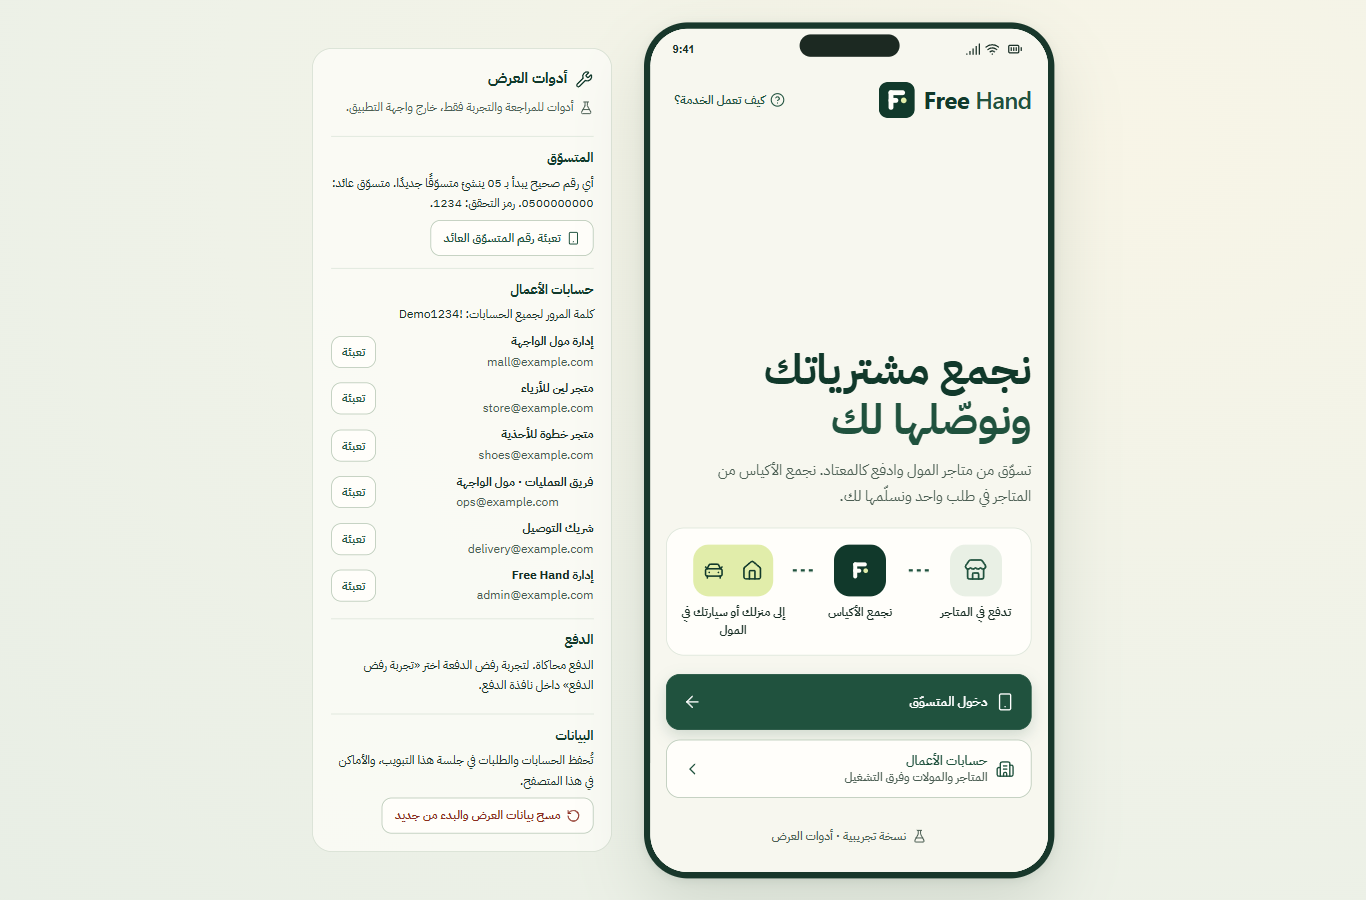 9:41
Free Hand
كيف تعمل الخدمة؟
نجمع مشترياتك
ونوصّلها لك
تسوّق من متاجر المول وادفع كالمعتاد. نجمع الأكياس من
المتاجر في طلب واحد ونسلّمها لك.
تدفع في المتاجر
نجمع الأكياس
إلى منزلك أو سيارتك في
المول
دخول المتسوّق
حسابات الأعمال
المتاجر والمولات وفرق التشغيل
نسخة تجريبية · أدوات العرض
أدوات العرض
أدوات للمراجعة والتجربة فقط، خارج واجهة التطبيق.
المتسوّق
أي رقم صحيح يبدأ بـ 05 ينشئ متسوّقًا جديدًا. متسوّق عائد:
0500000000. رمز التحقق: 1234.
تعبئة رقم المتسوّق العائد
حسابات الأعمال
كلمة المرور لجميع الحسابات: Demo1234!
إدارة مول الواجهة
mall@example.com
تعبئة
متجر لين للأزياء
store@example.com
تعبئة
متجر خطوة للأحذية
shoes@example.com
تعبئة
فريق العمليات · مول الواجهة
ops@example.com
تعبئة
شريك التوصيل
delivery@example.com
تعبئة
إدارة Free Hand
admin@example.com
تعبئة
الدفع
الدفع محاكاة. لتجربة رفض الدفعة اختر «تجربة رفض
الدفع» داخل نافذة الدفع.
البيانات
تُحفظ الحسابات والطلبات في جلسة هذا التبويب، والأماكن
في هذا المتصفح.
مسح بيانات العرض والبدء من جديد